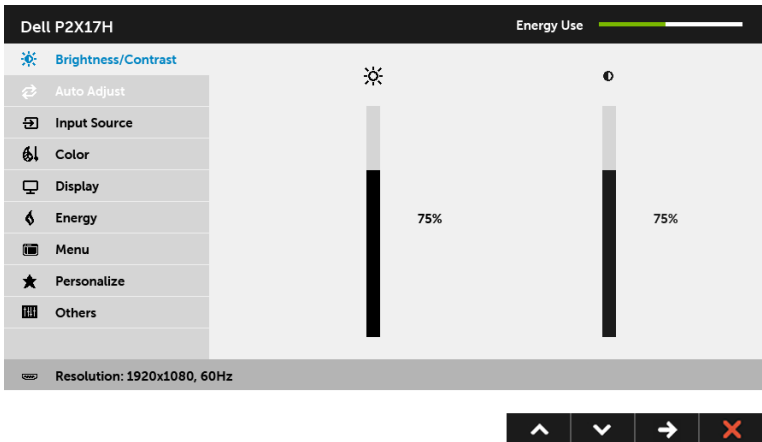 Dell P2X17H
Energy Use
Brightness/Contrast
Auto Adjust
Input Source
Color
Display
75%
75%
Energy
Menu
Personalize
Others
Resolution: 1920x1080, 60Hz